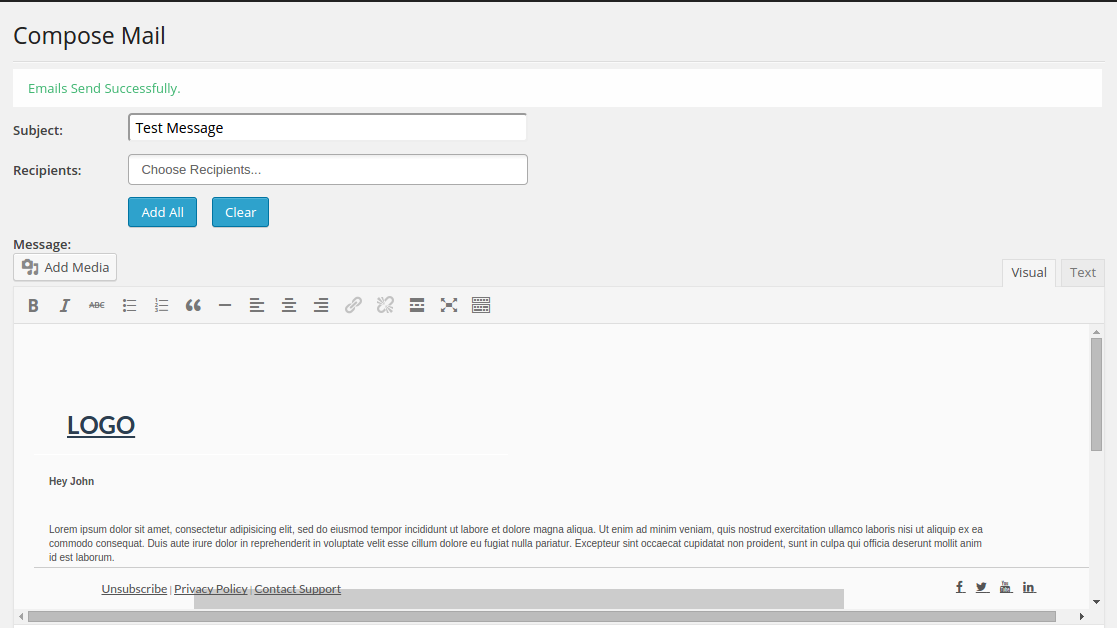 Compose Mail
Emails Send Successfully.
Subject: Test Message
Recipients: Choose Recipients...
Add All Clear
Message:
Add Media
Visual Text
B I ABC
LOGO
Hey John
Lorem ipsum dolor sit amet, consectetur adipisicing elit, sed do eiusmod tempor incididunt ut labore et dolore magna aliqua. Ut enim ad minim veniam, quis nostrud exercitation ullamco laboris nisi ut aliquip ex ea
commodo consequat. Duis aute irure dolor in reprehenderit in voluptate velit esse cillum dolore eu fugiat nulla pariatur. Excepteur sint occaecat cupidatat non proident, sunt in culpa qui officia deserunt mollit anim
id est laborum.
Unsubscribe | Privacy Policy | Contact Support